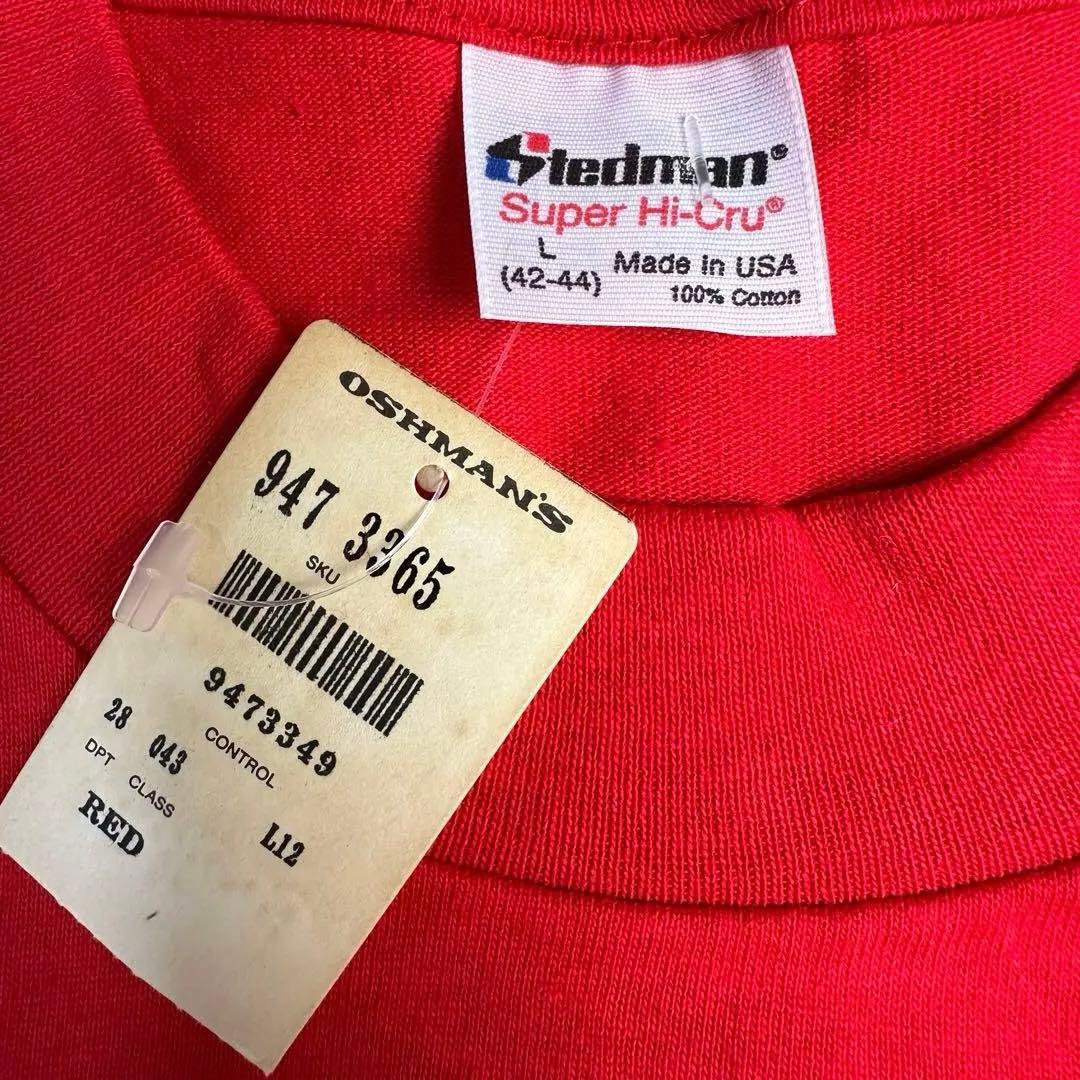 Stedman®
Super Hi-Cru®
L
(42-44)
Made in USA
100% Cotton
OSHMAN'S
947 3365
SKU
9473349
CONTROL
28 043
DPT CLASS
RED L12